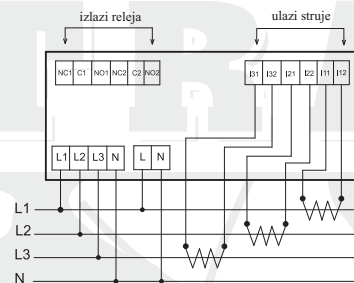 izlazi releja ulazi struje
NC1 C1 NO1 NC2 C2 NO2 I31 I32 I21 I22 I11 I12
L1 L2 L3 N L N
L1
L2
L3
N